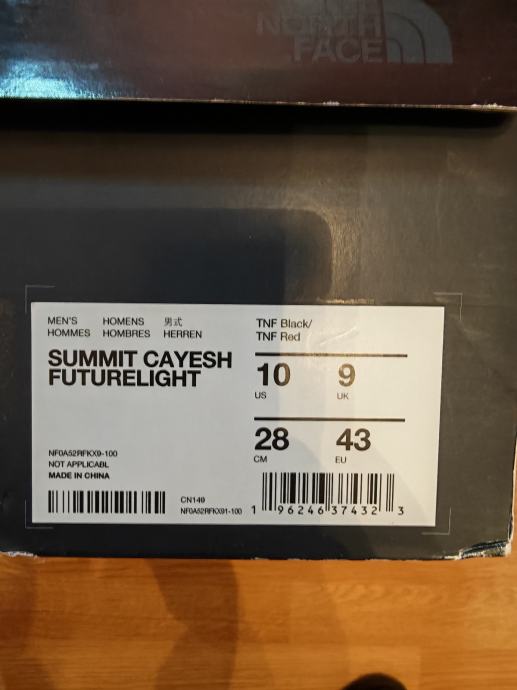 THE
NORTH
FACE
MEN'S HOMENS 男式
HOMMES HOMBRES HERREN
SUMMIT CAYESH
FUTURELIGHT
TNF Black/
TNF Red
10 9
US UK
28 43
CM EU
NF0A52RFKX9-100
NOT APPLICABL
MADE IN CHINA
CN149
NF0A52RFKX91-100
1 96246 37432 3